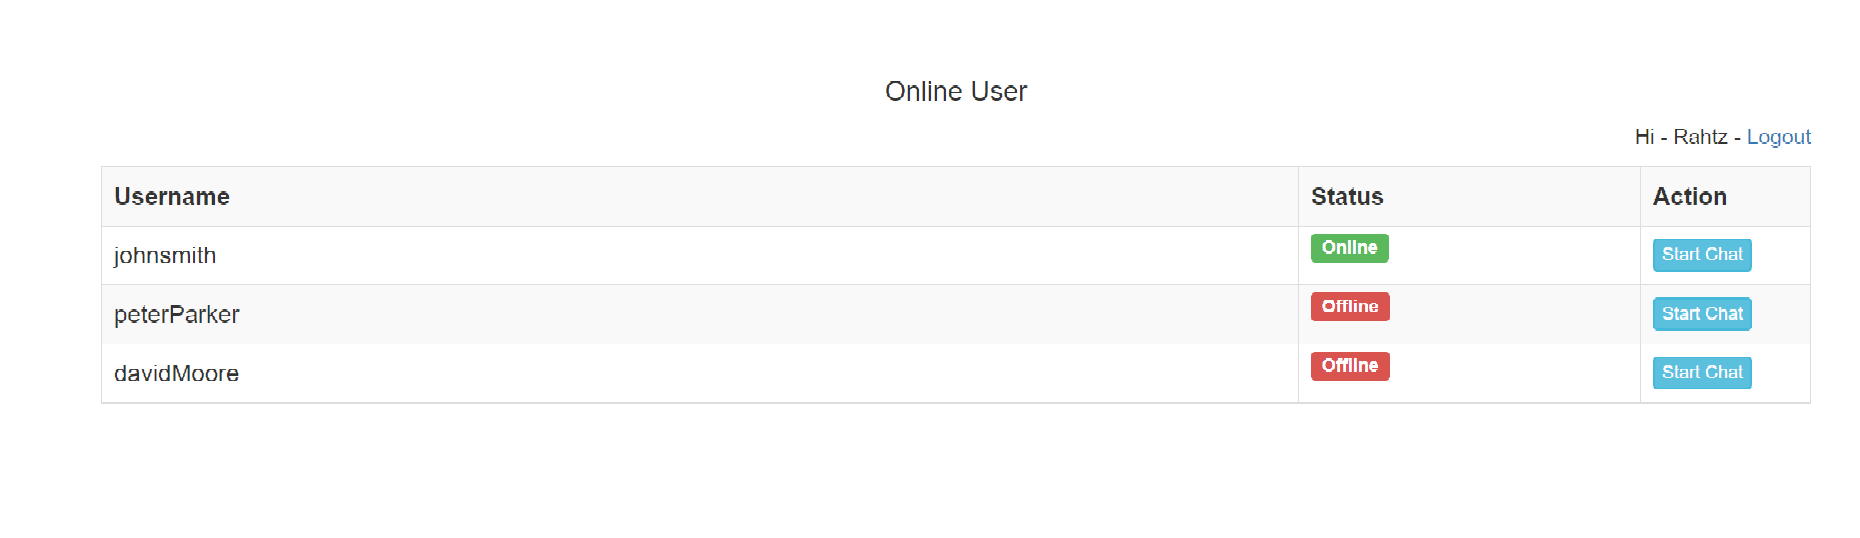 Online User
Hi - Rahtz - Logout
Username Status Action
johnsmith Online Start Chat
peterParker Offline Start Chat
davidMoore Offline Start Chat